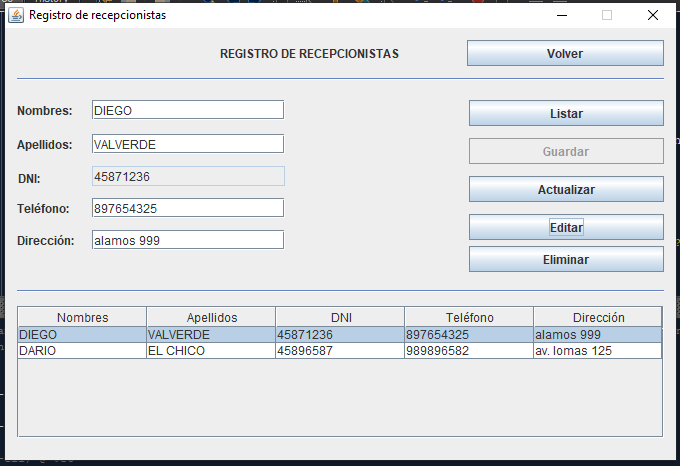 Registro de recepcionistas
REGISTRO DE RECEPCIONISTAS
Volver
Nombres: DIEGO
Listar
Apellidos: VALVERDE
Guardar
DNI: 45871236
Actualizar
Teléfono: 897654325
Editar
Dirección: alamos 999
Eliminar
Nombres Apellidos DNI Teléfono Dirección
DIEGO VALVERDE 45871236 897654325 alamos 999
DARIO EL CHICO 45896587 989896582 av. lomas 125